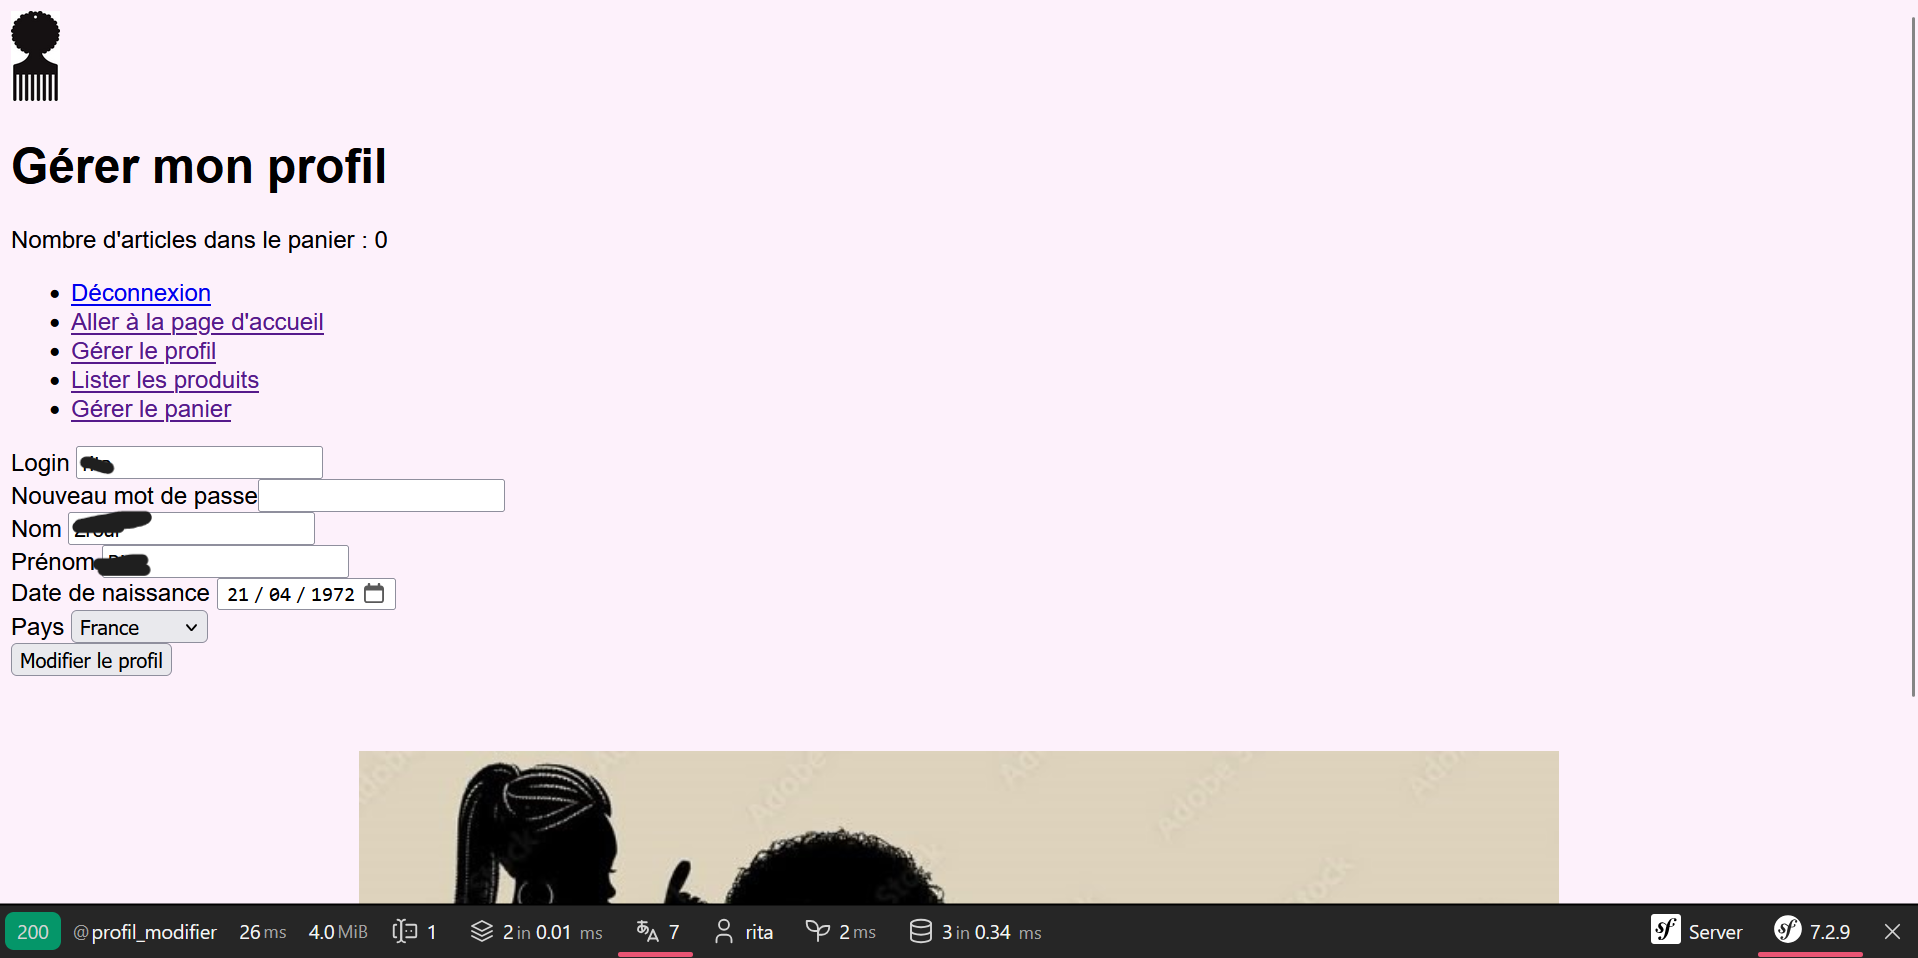 Gérer mon profil
Nombre d'articles dans le panier : 0
Déconnexion
Aller à la page d'accueil
Gérer le profil
Lister les produits
Gérer le panier
Login
Nouveau mot de passe
Nom
Prénom
Date de naissance 21 / 04 / 1972
Pays France
Modifier le profil
Adobe Stock
200 @profil_modifier 26 ms 4.0 MiB 1 2 in 0.01 ms 7 rita 2 ms 3 in 0.34 ms Server 7.2.9